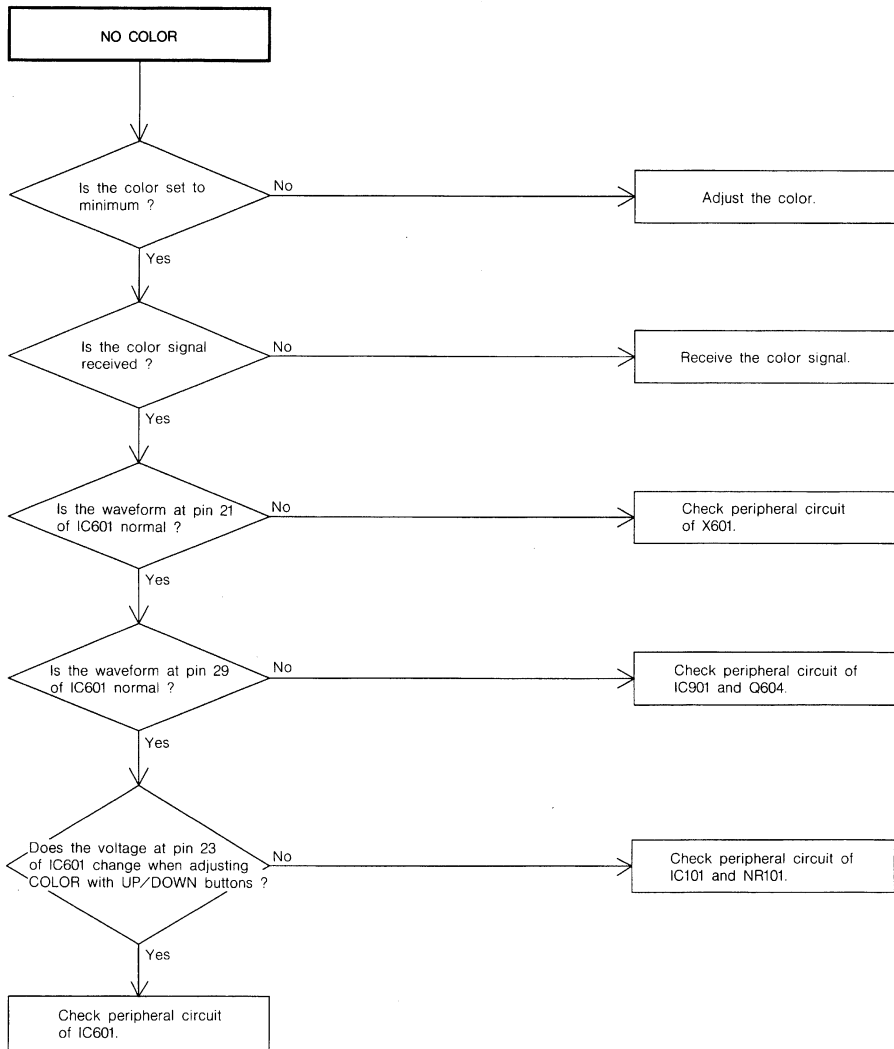 NO COLOR
Is the color set to
minimum ?
No
Adjust the color.
Yes
Is the color signal
received ?
No
Receive the color signal.
Yes
Is the waveform at pin 21
of IC601 normal ?
No
Check peripheral circuit
of X601.
Yes
Is the waveform at pin 29
of IC601 normal ?
No
Check peripheral circuit of
IC901 and Q604.
Yes
Does the voltage at pin 23
of IC601 change when adjusting
COLOR with UP/DOWN buttons ?
No
Check peripheral circuit of
IC101 and NR101.
Yes
Check peripheral circuit
of IC601.